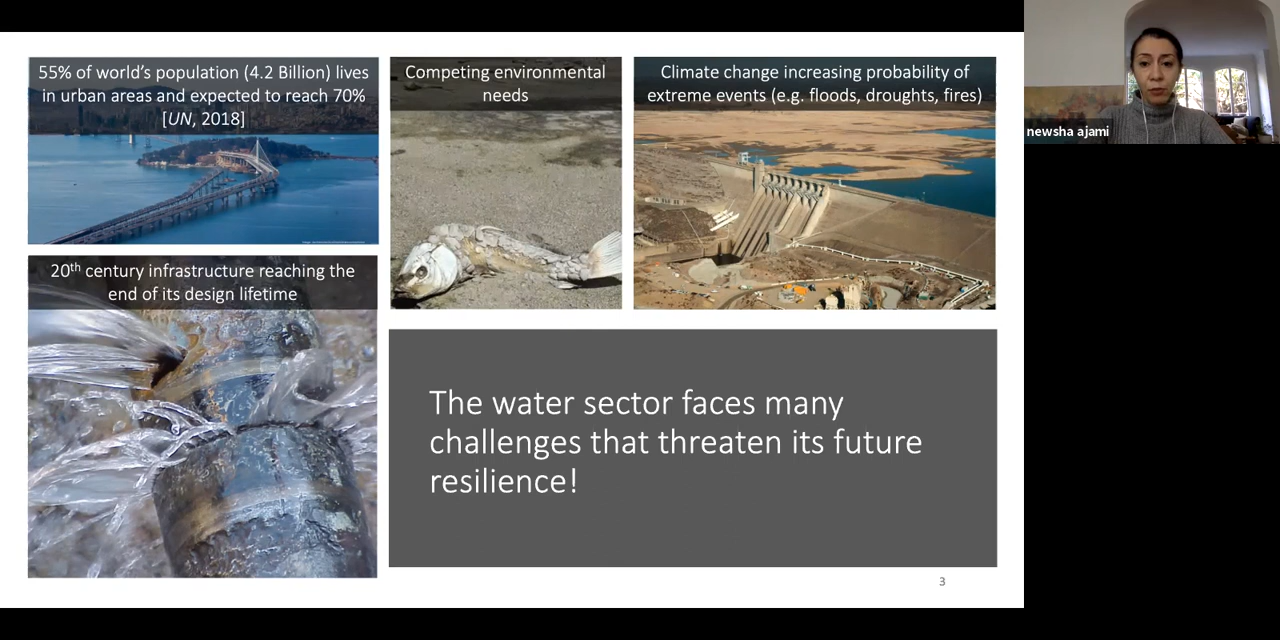 55% of world's population (4.2 Billion) lives
in urban areas and expected to reach 70%
[UN, 2018]
Competing environmental
needs
Climate change increasing probability of
extreme events (e.g. floods, droughts, fires)
newsha ajami
20th century infrastructure reaching the
end of its design lifetime
The water sector faces many
challenges that threaten its future
resilience!
3